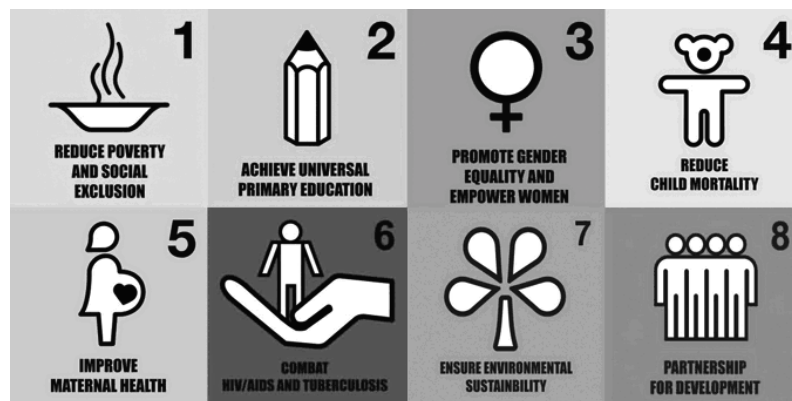 1
REDUCE POVERTY
AND SOCIAL
EXCLUSION
2
ACHIEVE UNIVERSAL
PRIMARY EDUCATION
3
PROMOTE GENDER
EQUALITY AND
EMPOWER WOMEN
4
REDUCE
CHILD MORTALITY
5
IMPROVE
MATERNAL HEALTH
6
COMBAT
HIV/AIDS AND TUBERCULOSIS
7
ENSURE ENVIRONMENTAL
SUSTAINBILITY
8
PARTNERSHIP
FOR DEVELOPMENT